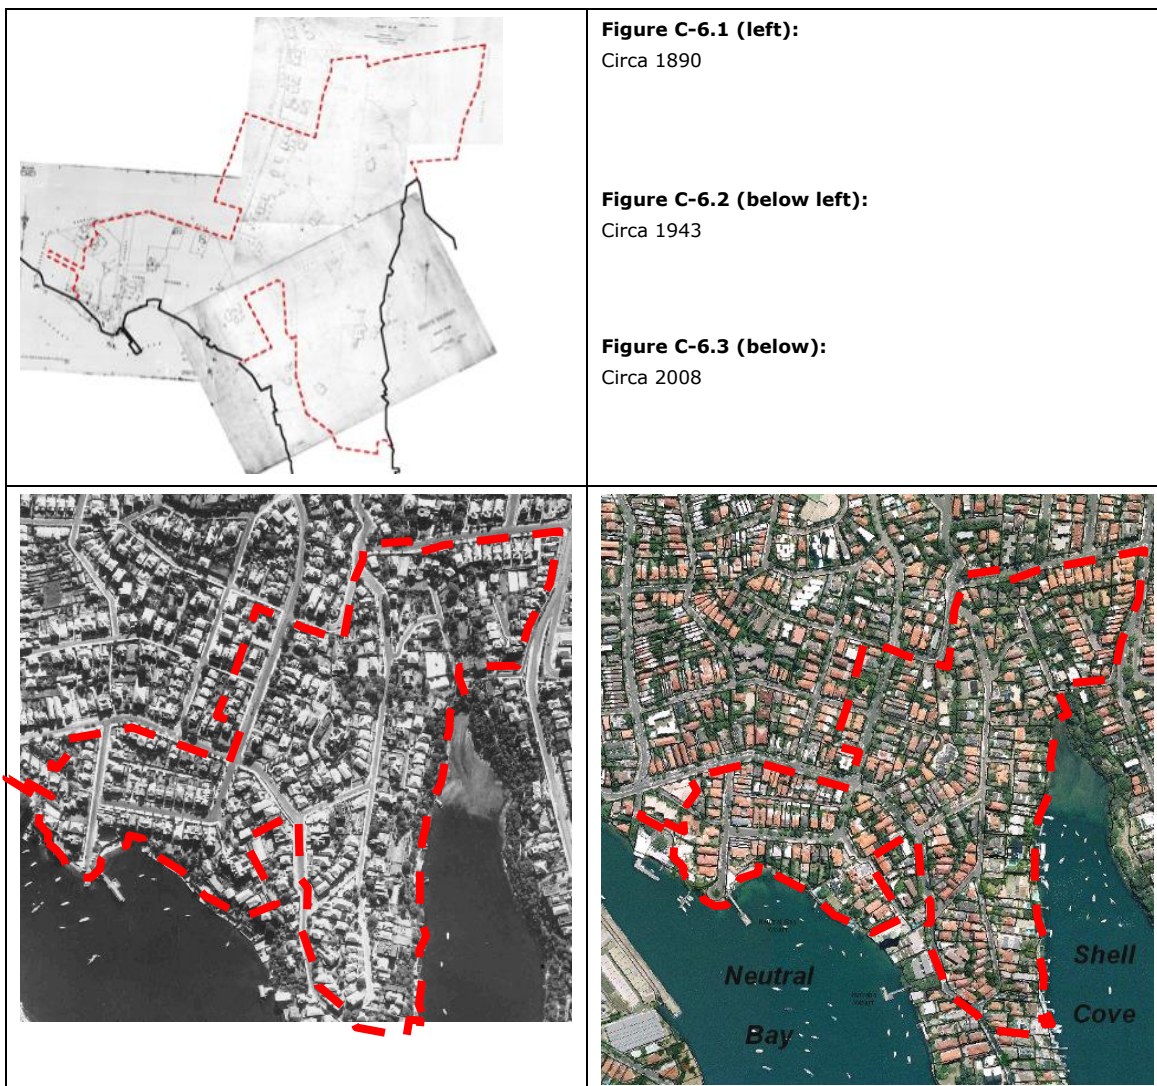 Figure C-6.1 (left):
Circa 1890
Figure C-6.2 (below left):
Circa 1943
Figure C-6.3 (below):
Circa 2008
Neutral
Bay
Shell
Cove